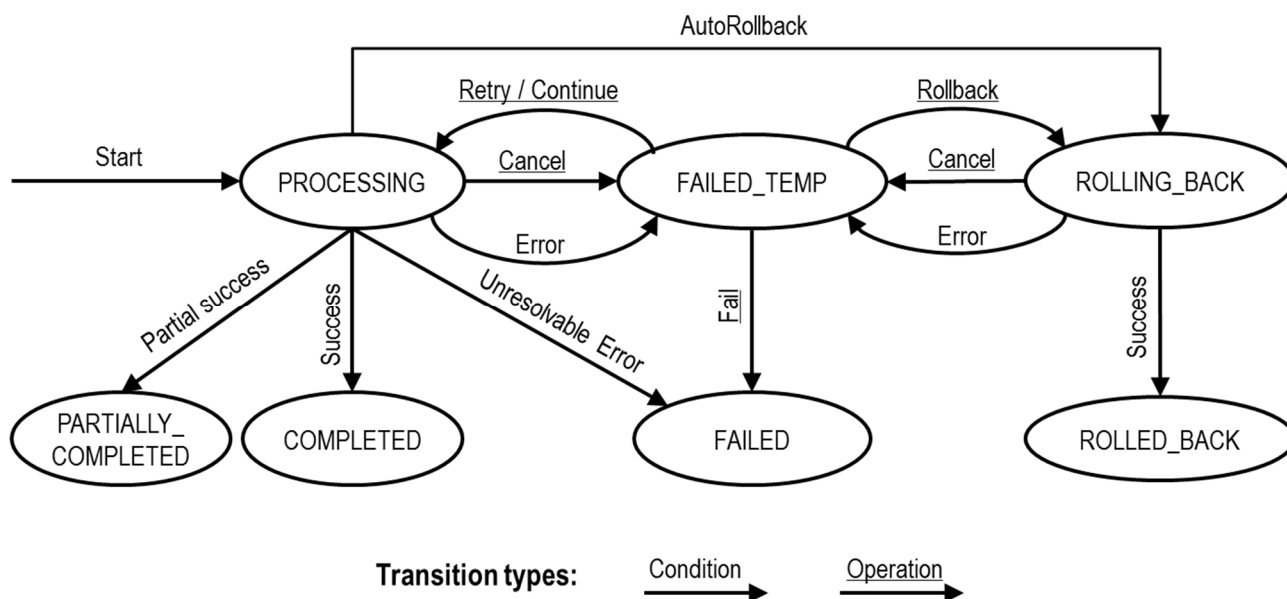 AutoRollback
Retry / Continue
Rollback
Start
Cancel
Cancel
PROCESSING
FAILED_TEMP
ROLLING_BACK
Error
Error
Partial success
Success
Unresolvable Error
Fail
Success
PARTIALLY_
COMPLETED
COMPLETED
FAILED
ROLLED_BACK
Transition types:
Condition
Operation